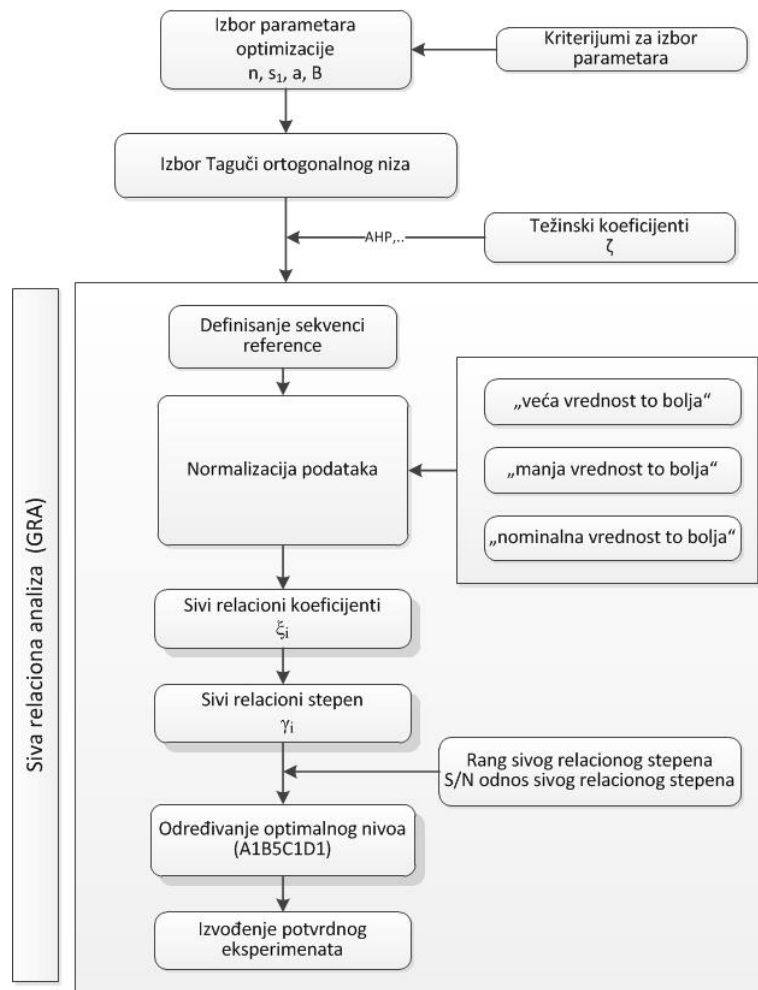 Izbor parametara
optimizacije
n, s₁, a, B
Kriterijumi za izbor
parametara
Izbor Taguči ortogonalnog niza
AHP,..
Težinski koeficijenti
ζ
Siva relaciona analiza (GRA)
Definisanje sekvenci
reference
Normalizacija podataka
„veća vrednost to bolja“
„manja vrednost to bolja“
„nominalna vrednost to bolja“
Sivi relacioni koeficijenti
ξᵢ
Sivi relacioni stepen
γᵢ
Rang sivog relacionog stepena
S/N odnos sivog relacionog stepena
Određivanje optimalnog nivoa
(A1B5C1D1)
Izvođenje potvrdnog
eksperimenata